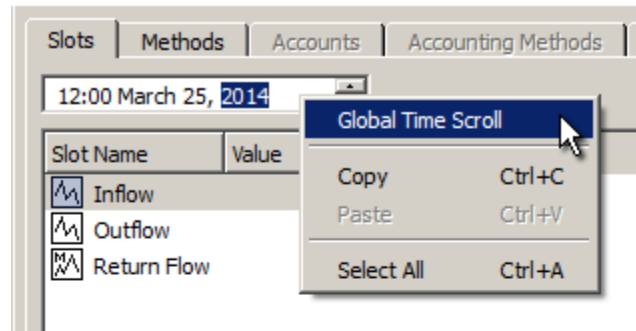 Slots Methods Accounts Accounting Methods
12:00 March 25, 2014
Global Time Scroll
Slot Name Value
Copy Ctrl+C
Inflow
Paste Ctrl+V
Outflow
Return Flow
Select All Ctrl+A